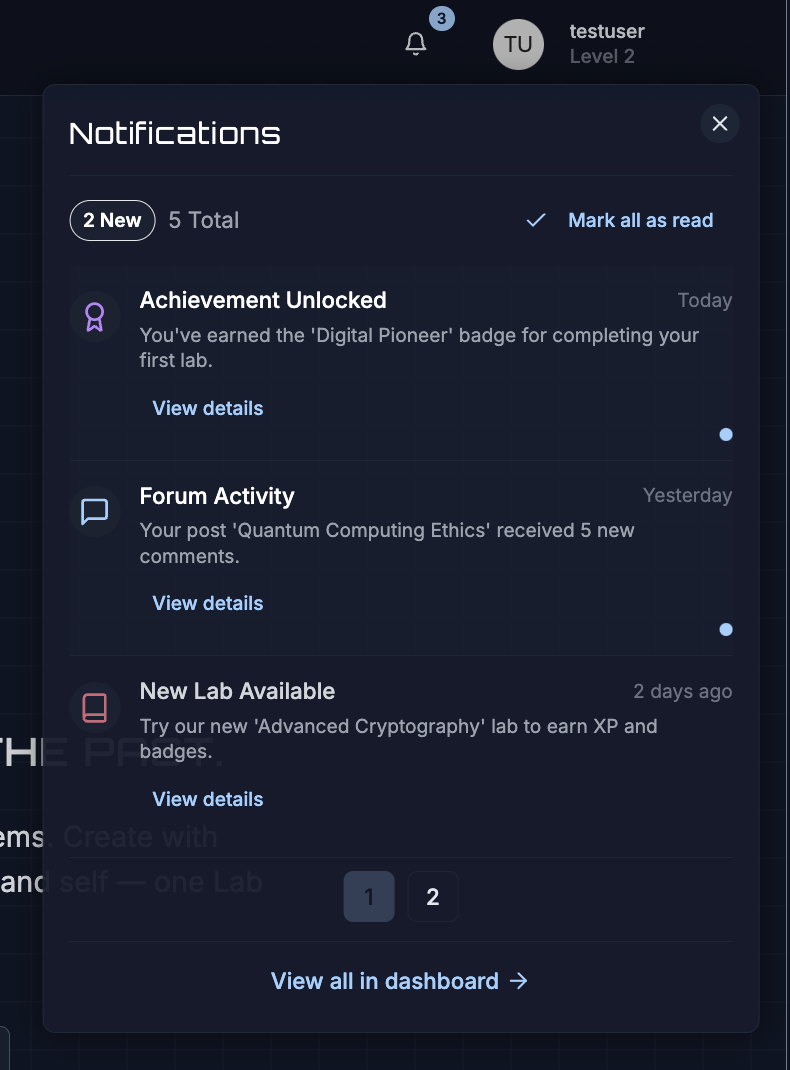 3
TU
testuser
Level 2
Notifications
2 New
5 Total
Mark all as read
Achievement Unlocked
Today
You've earned the 'Digital Pioneer' badge for completing your
first lab.
View details
Forum Activity
Yesterday
Your post 'Quantum Computing Ethics' received 5 new
comments.
View details
New Lab Available
2 days ago
Try our new 'Advanced Cryptography' lab to earn XP and
badges.
THE PAST.
View details
ems. Create with
and self — one Lab
1
2
View all in dashboard